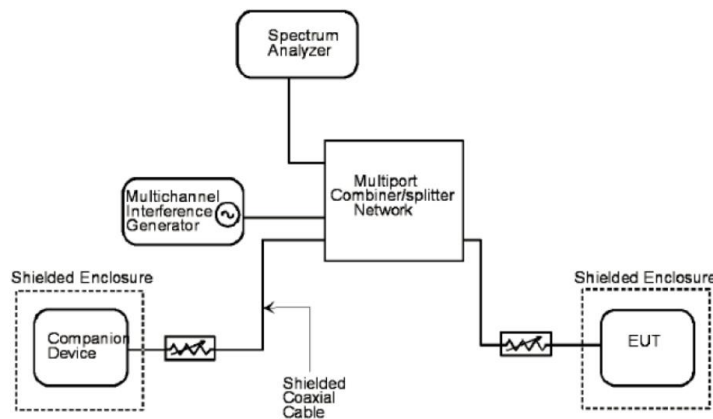 Spectrum
Analyzer
Multiport
Combiner/splitter
Network
Multichannel
Interference
Generator
Shielded Enclosure
Shielded Enclosure
Companion
Device
EUT
Shielded
Coaxial
Cable